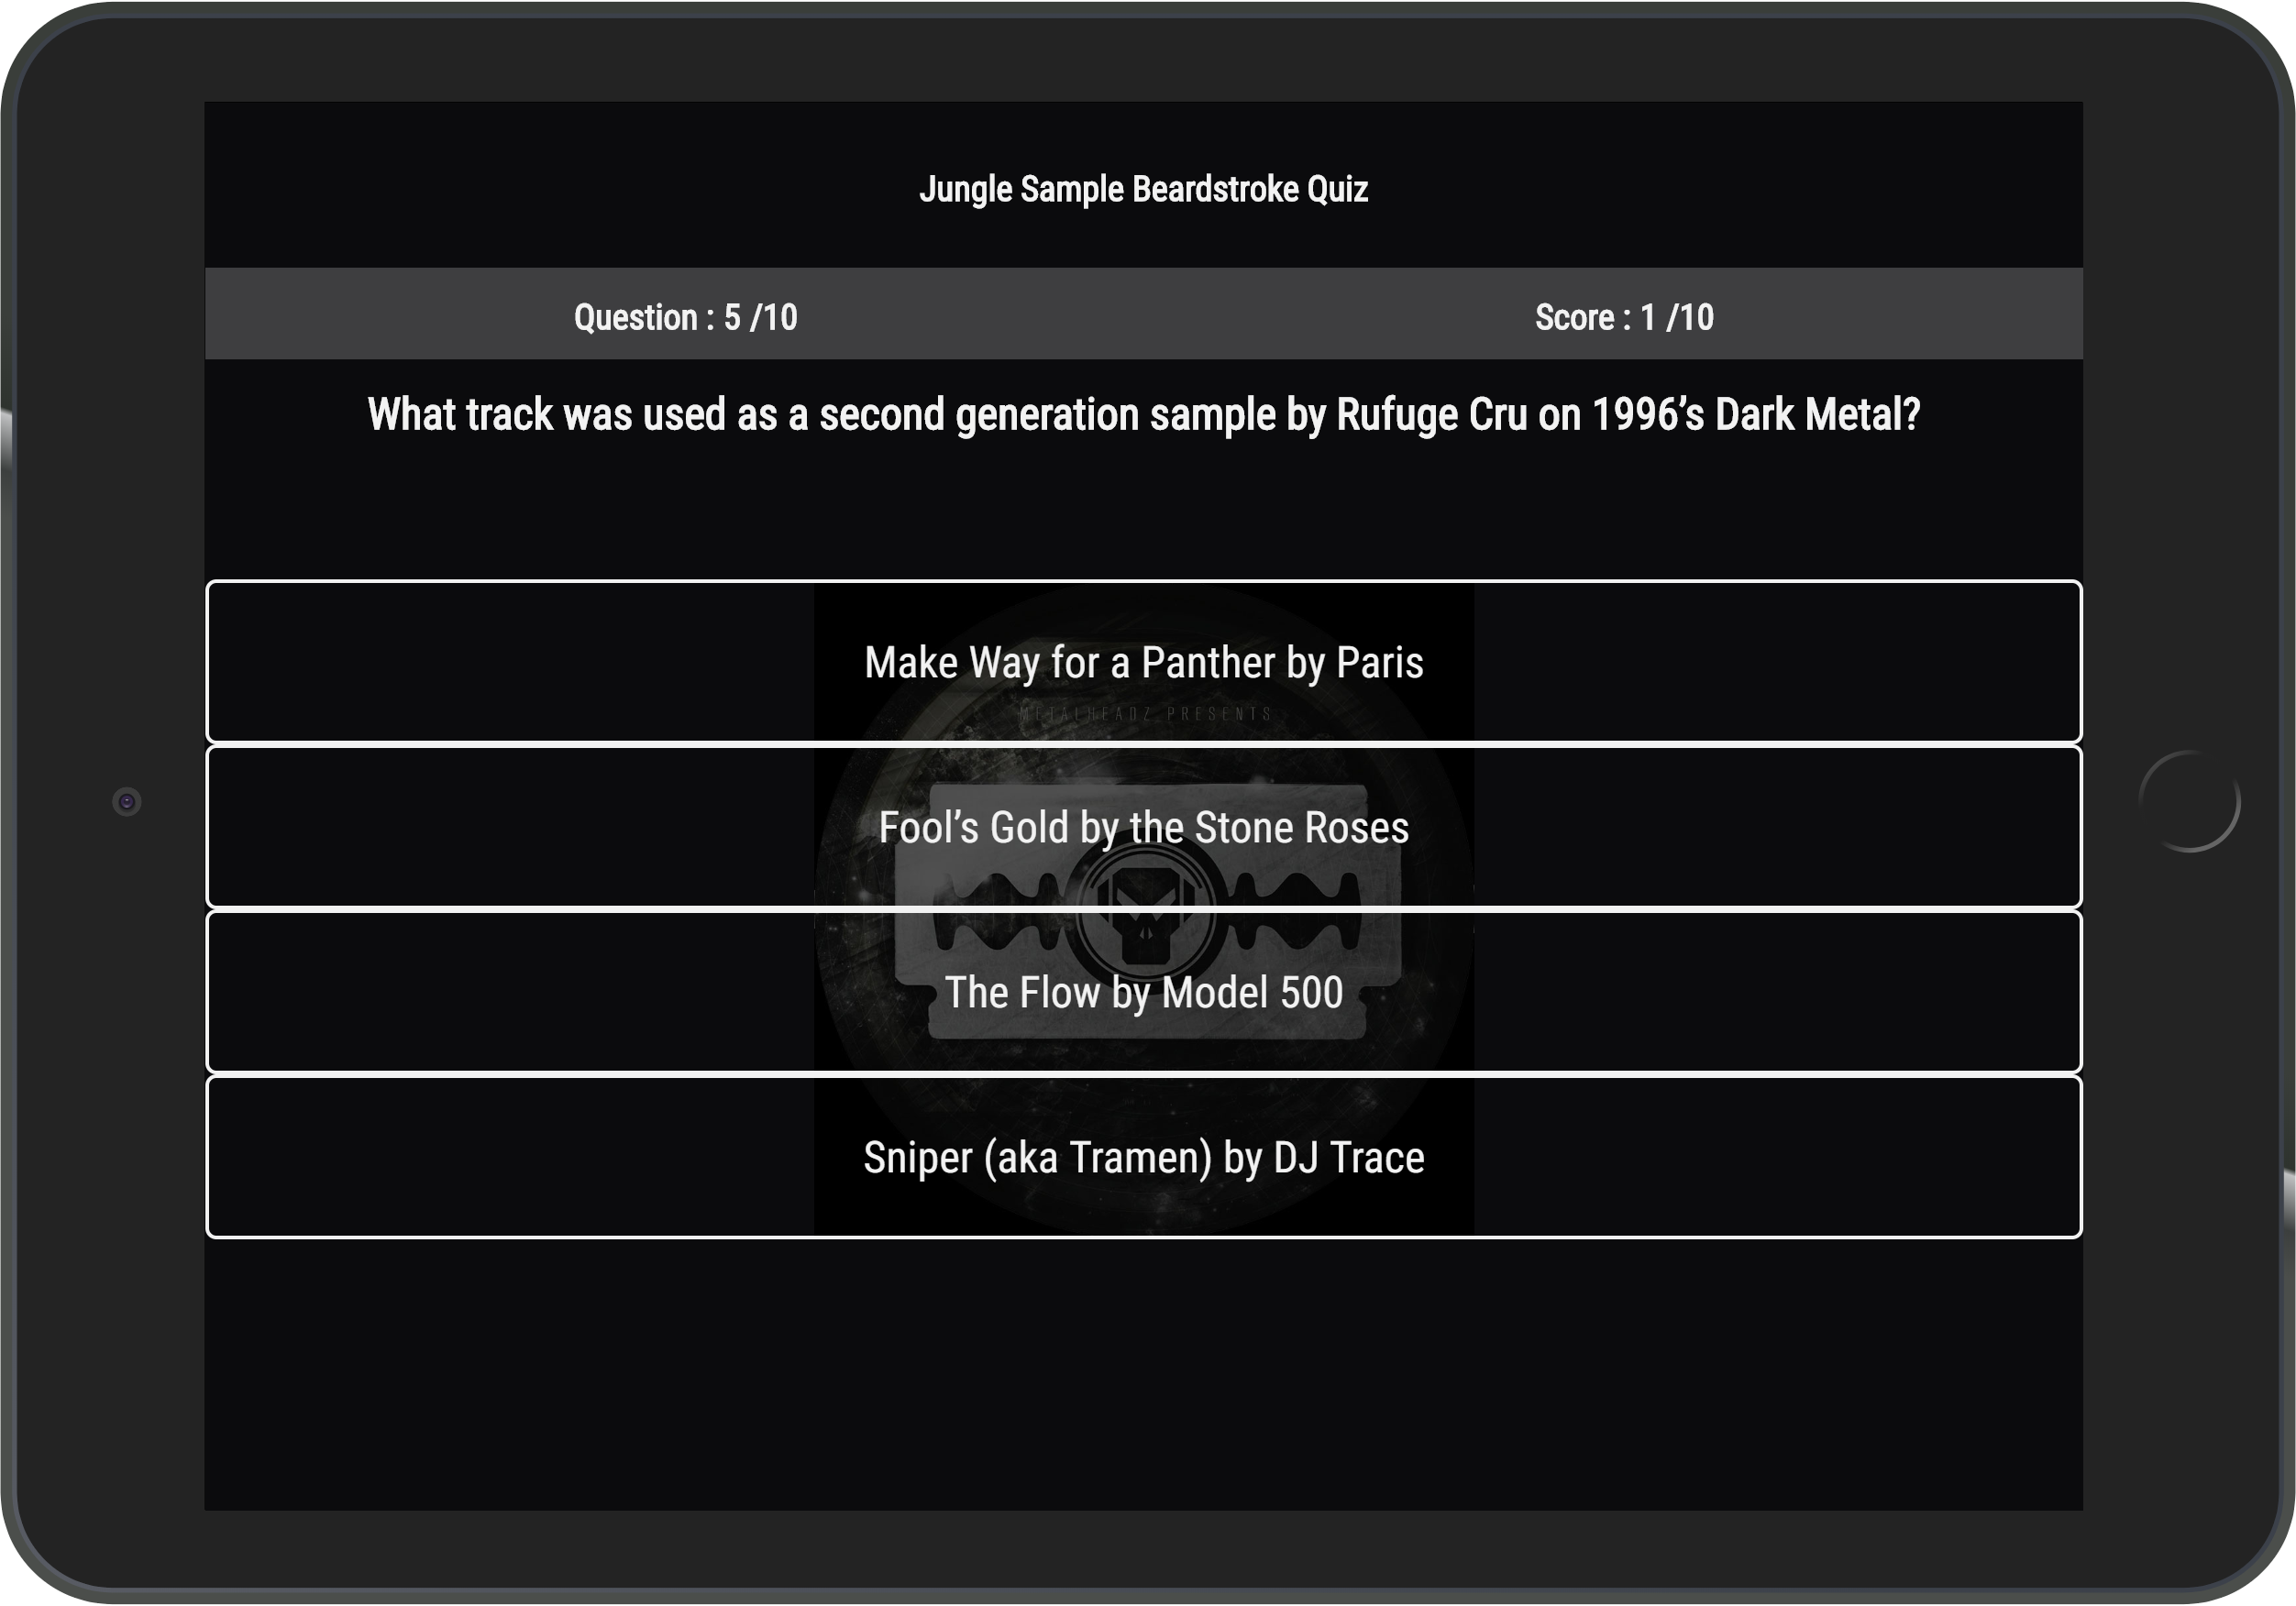 Jungle Sample Beardstroke Quiz
Question : 5 /10
Score : 1 /10
What track was used as a second generation sample by Rufuge Cru on 1996’s Dark Metal?
Make Way for a Panther by Paris
METALHEADZ PRESENTS
Fool’s Gold by the Stone Roses
The Flow by Model 500
Sniper (aka Tramen) by DJ Trace